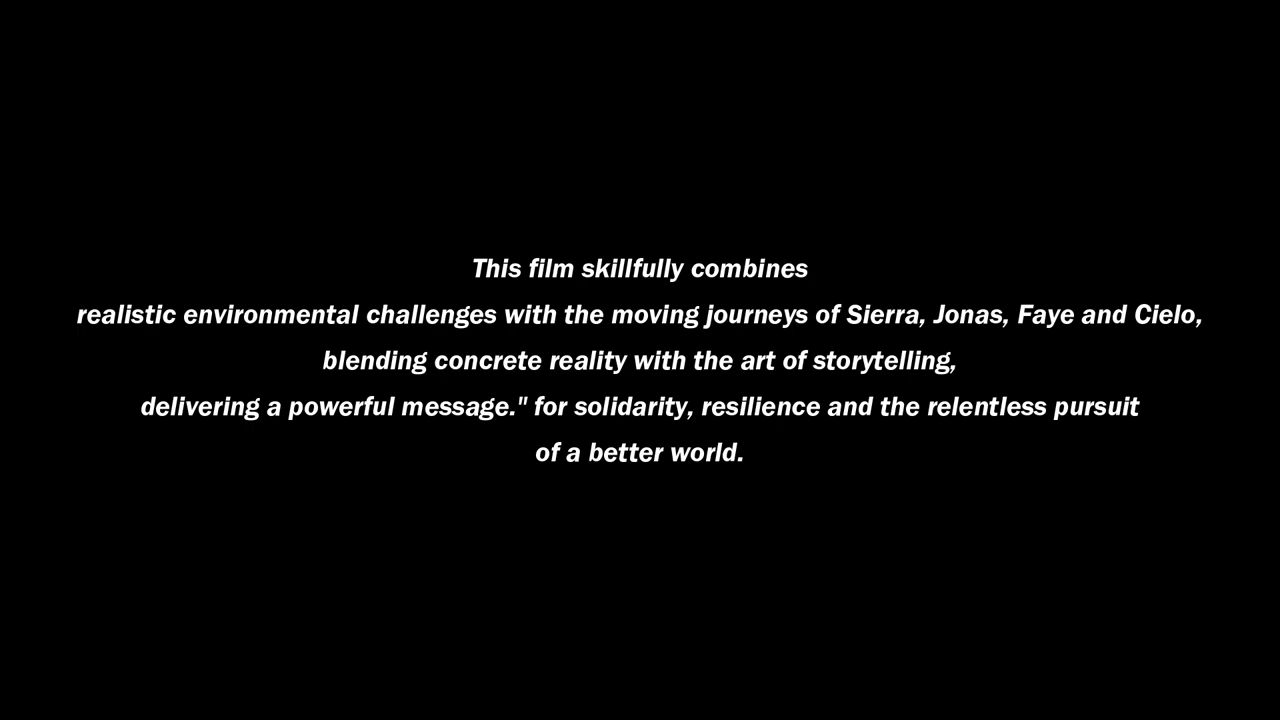 This film skillfully combines
realistic environmental challenges with the moving journeys of Sierra, Jonas, Faye and Cielo,
blending concrete reality with the art of storytelling,
delivering a powerful message." for solidarity, resilience and the relentless pursuit
of a better world.